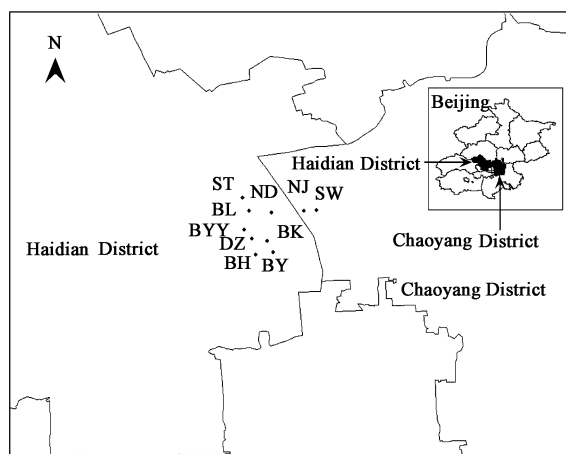 N
Beijing
Haidian District
Chaoyang District
ST ND NJ SW
BL
BYY BK
DZ
BH BY
Haidian District
Chaoyang District